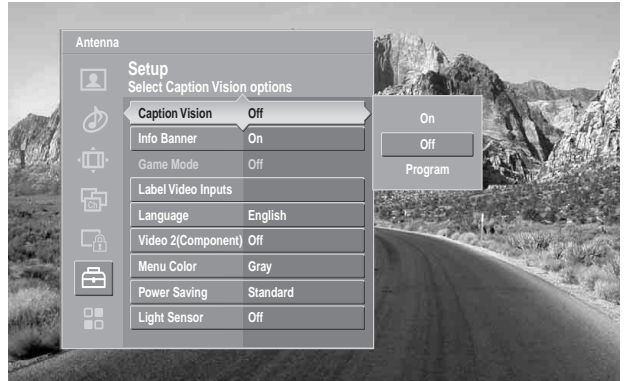 Antenna
Setup
Select Caption Vision options
Caption Vision Off
Info Banner On
Game Mode Off
Label Video Inputs
Language English
Video 2(Component) Off
Menu Color Gray
Power Saving Standard
Light Sensor Off
On
Off
Program
Ch